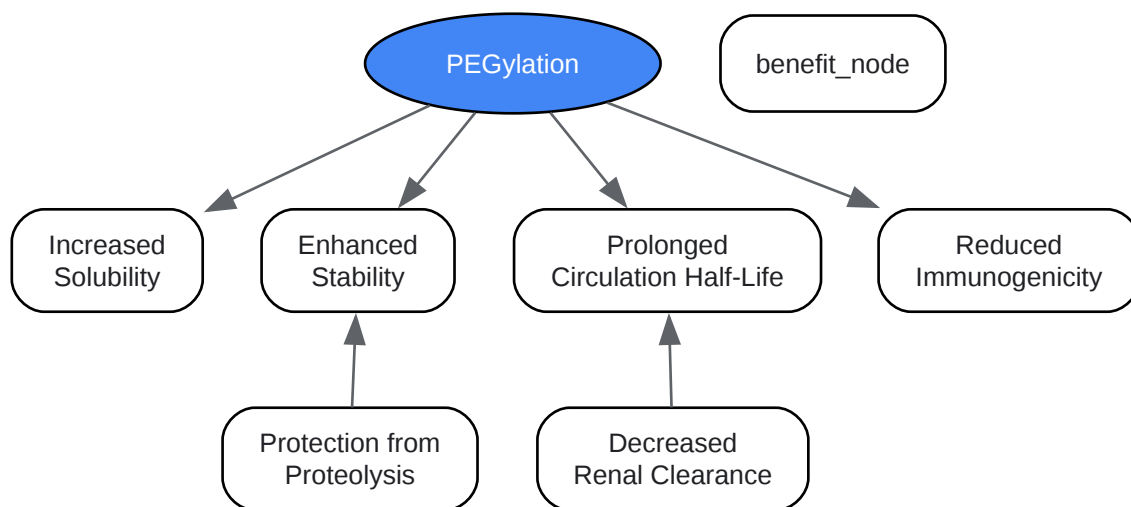 PEGylation
benefit_node
Increased
Solubility
Enhanced
Stability
Prolonged
Circulation Half-Life
Reduced
Immunogenicity
Protection from
Proteolysis
Decreased
Renal Clearance